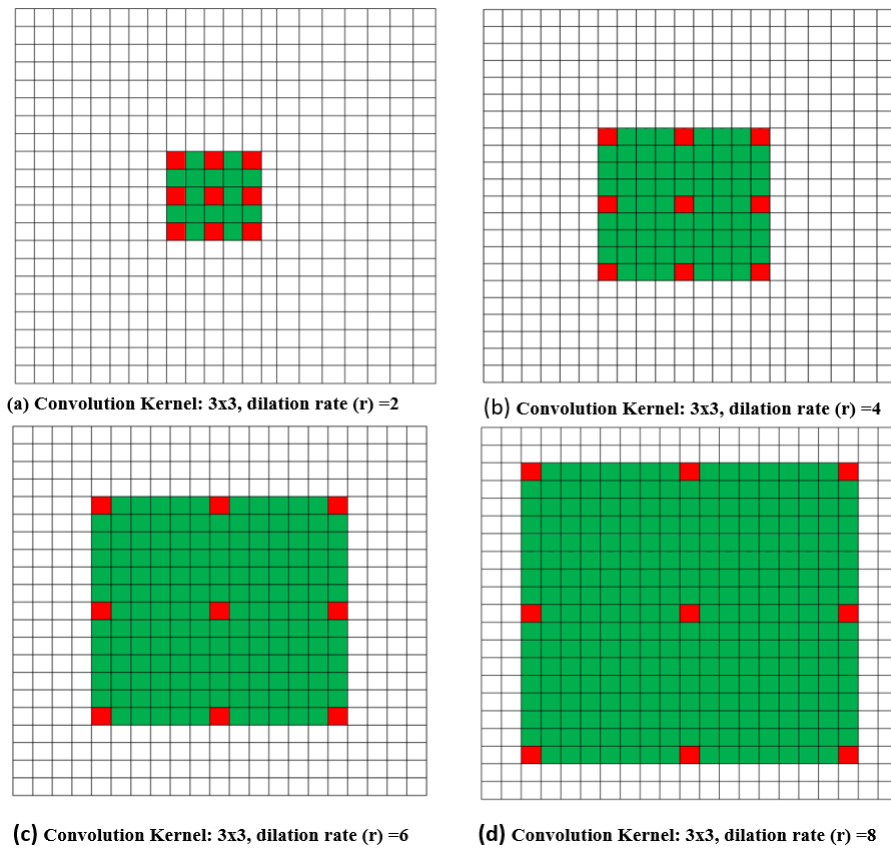 (a) Convolution Kernel: 3x3, dilation rate (r) =2
(b) Convolution Kernel: 3x3, dilation rate (r) =4
(c) Convolution Kernel: 3x3, dilation rate (r) =6
(d) Convolution Kernel: 3x3, dilation rate (r) =8